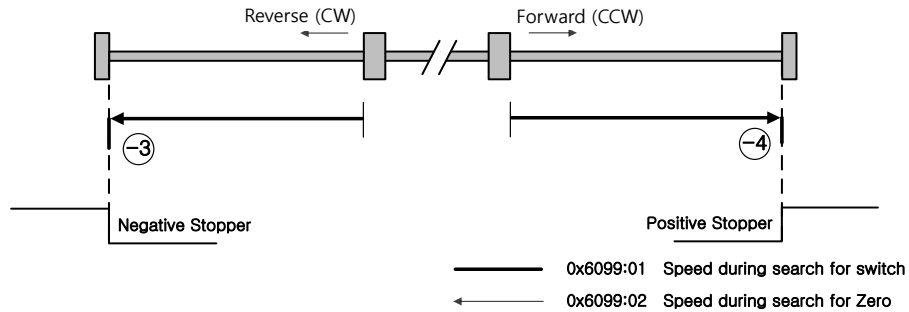 Reverse (CW)
Forward (CCW)
-3
-4
Negative Stopper
Positive Stopper
0x6099:01 Speed during search for switch
0x6099:02 Speed during search for Zero